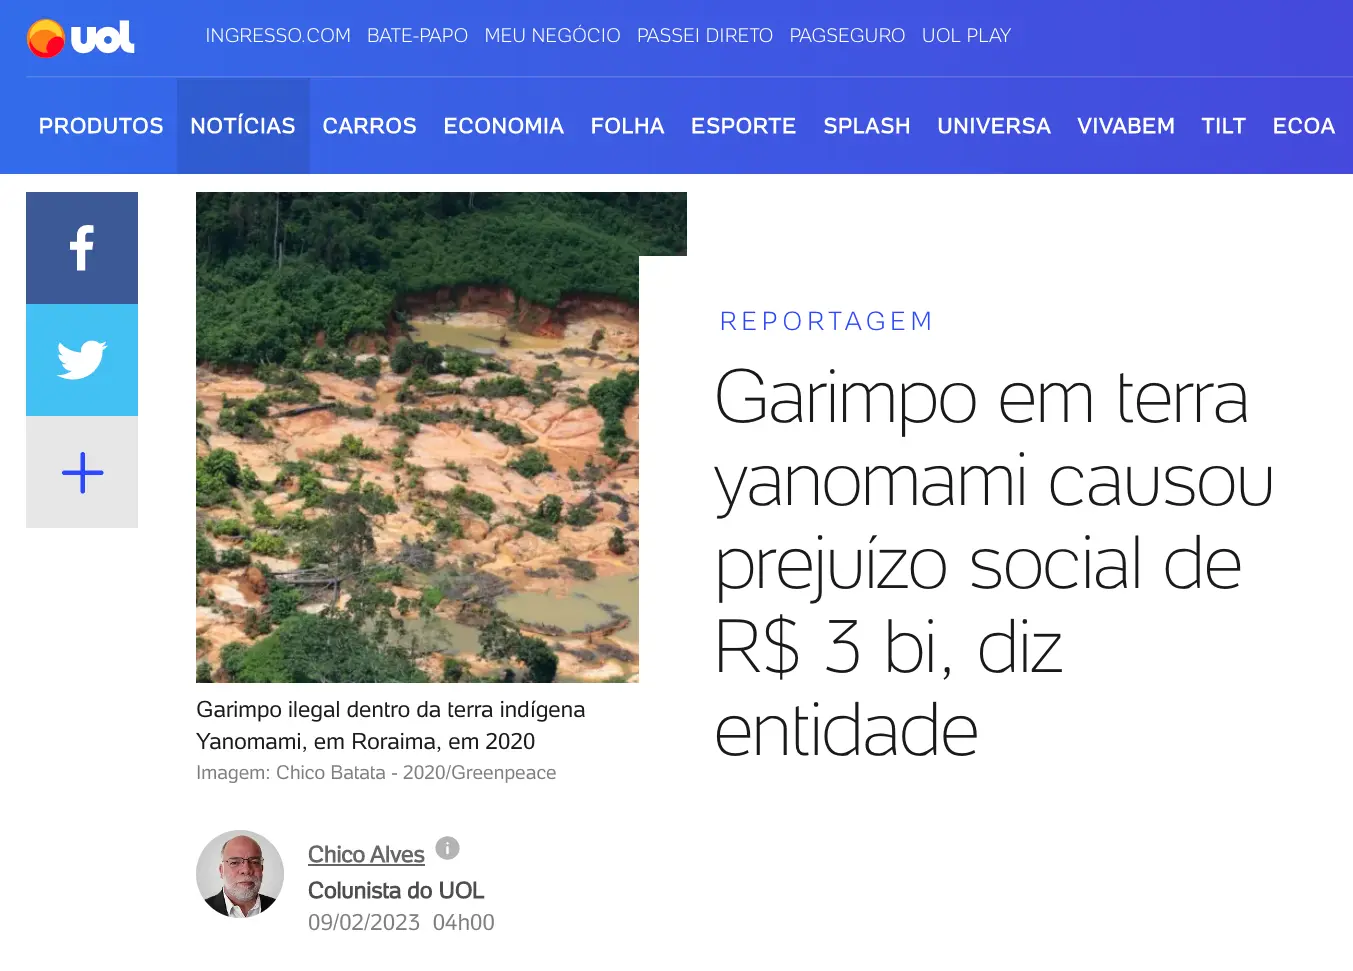 uol
INGRESSO.COM BATE-PAPO MEU NEGÓCIO PASSEI DIRETO PAGSEGURO UOL PLAY
PRODUTOS NOTÍCIAS CARROS ECONOMIA FOLHA ESPORTE SPLASH UNIVERSA VIVABEM TILT ECOA
REPORTAGEM
Garimpo em terra
yanomami causou
prejuízo social de
R$ 3 bi, diz
entidade
Garimpo ilegal dentro da terra indígena
Yanomami, em Roraima, em 2020
Imagem: Chico Batata - 2020/Greenpeace
Chico Alves
Colunista do UOL
09/02/2023 04h00